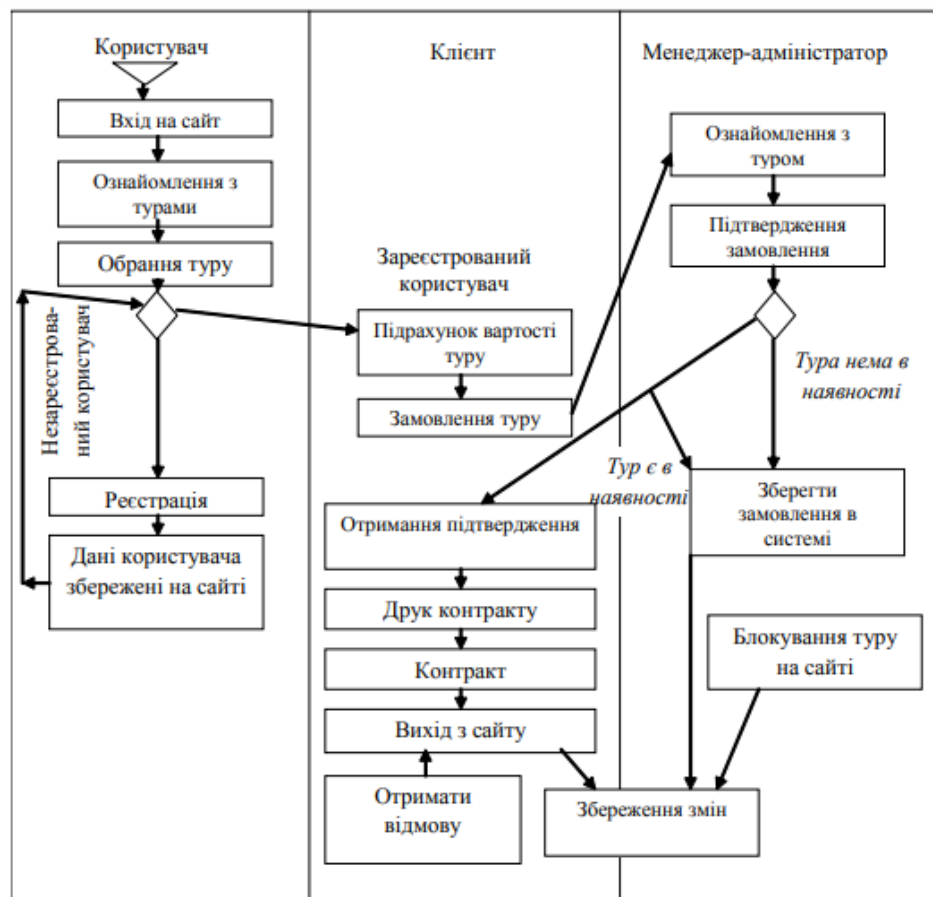 Користувач
Клієнт
Менеджер-адміністратор
Вхід на сайт
Ознайомлення з
турами
Обрання туру
Незареєстрова-
ний користувач
Реєстрація
Дані користувача
збережені на сайті
Зареєстрований
користувач
Підрахунок вартості
туру
Замовлення туру
Отримання підтвердження
Друк контракту
Контракт
Вихід з сайту
Отримати
відмову
Ознайомлення з
туром
Підтвердження
замовлення
Тура нема в
наявності
Тур є в
наявності
Зберегти
замовлення в
системі
Блокування туру
на сайті
Збереження змін